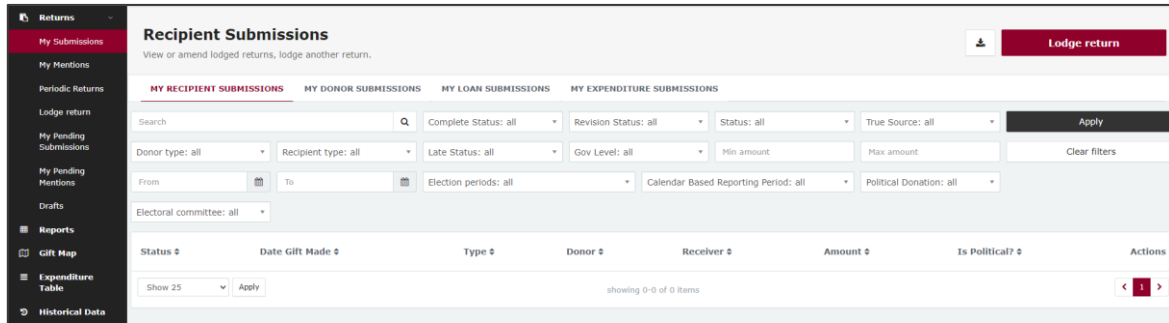 Returns
My Submissions
My Mentions
Periodic Returns
Lodge return
My Pending
Submissions
My Pending
Mentions
Drafts
Reports
Gift Map
Expenditure
Table
Historical Data
Recipient Submissions
View or amend lodged returns, lodge another return.
Lodge return
MY RECIPIENT SUBMISSIONS MY DONOR SUBMISSIONS MY LOAN SUBMISSIONS MY EXPENDITURE SUBMISSIONS
Search Complete Status: all Revision Status: all Status: all True Source: all Apply
Donor type: all Recipient type: all Late Status: all Gov Level: all Min amount Max amount Clear filters
From To Election periods: all Calendar Based Reporting Period: all Political Donation: all
Electoral committee: all
Status Date Gift Made Type Donor Receiver Amount Is Political? Actions
Show 25 Apply showing 0-0 of 0 items < 1 >